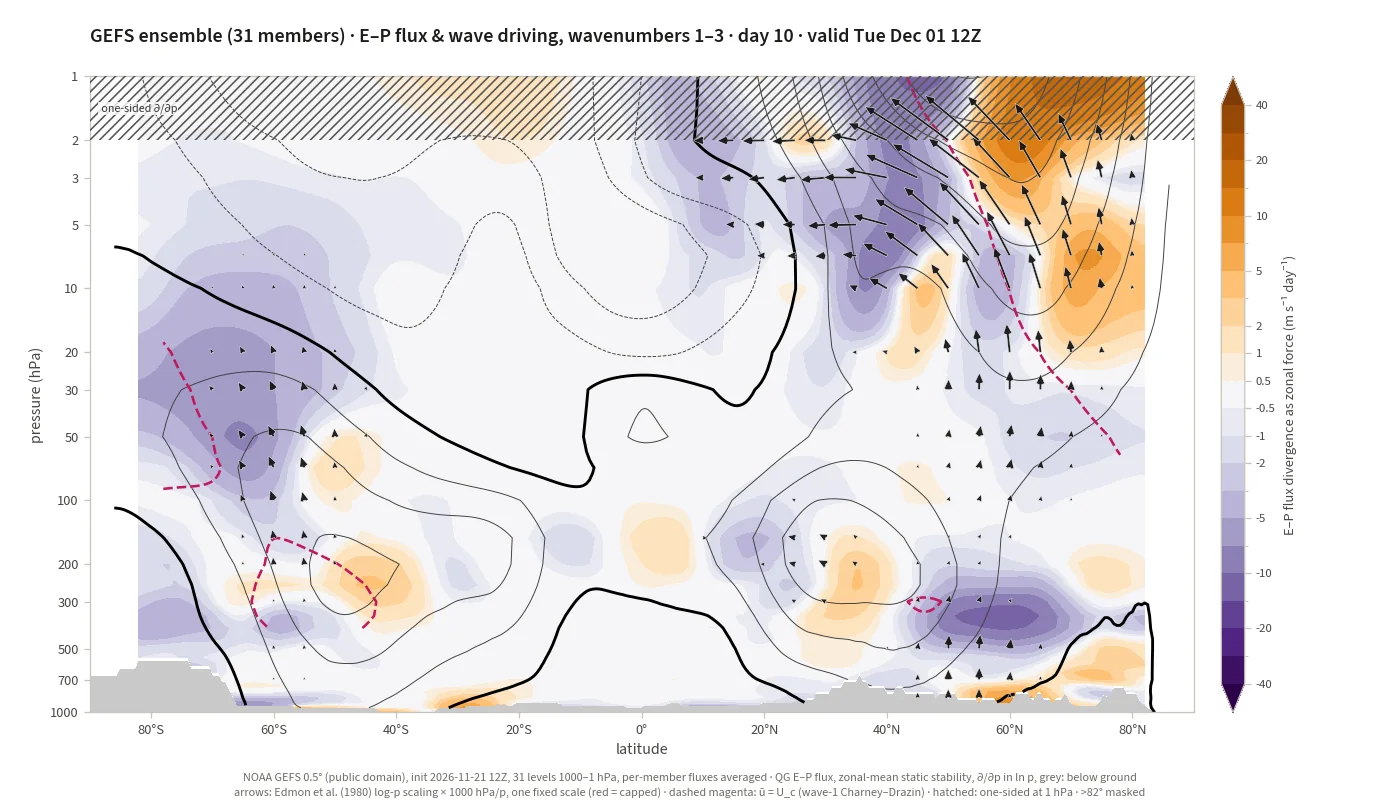 GEFS ensemble (31 members) · E–P flux & wave driving, wavenumbers 1–3 · day 10 · valid Tue Dec 01 12Z
one-sided ∂/∂p
1
2
3
5
10
20
30
50
100
200
300
500
700
1000
pressure (hPa)
80°S
60°S
40°S
20°S
0°
20°N
40°N
60°N
80°N
latitude
40
20
10
5
2
1
0.5
-0.5
-1
-2
-5
-10
-20
-40
E–P flux divergence as zonal force (m s⁻¹ day⁻¹)
NOAA GEFS 0.5° (public domain), init 2026-11-21 12Z, 31 levels 1000–1 hPa, per-member fluxes averaged · QG E–P flux, zonal-mean static stability, ∂/∂p in ln p, grey: below ground
arrows: Edmon et al. (1980) log-p scaling × 1000 hPa/p, one fixed scale (red = capped) · dashed magenta: ū = U_c (wave-1 Charney–Drazin) · hatched: one-sided at 1 hPa · >82° masked